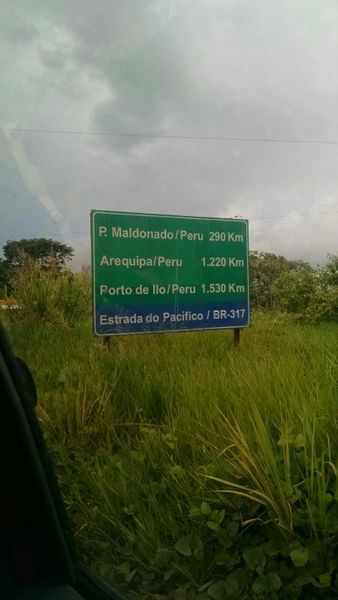 P. Maldonado/Peru 290 Km
Arequipa/Peru 1.220 Km
Porto de Ilo/Peru 1.530 Km
Estrada do Pacífico / BR-317